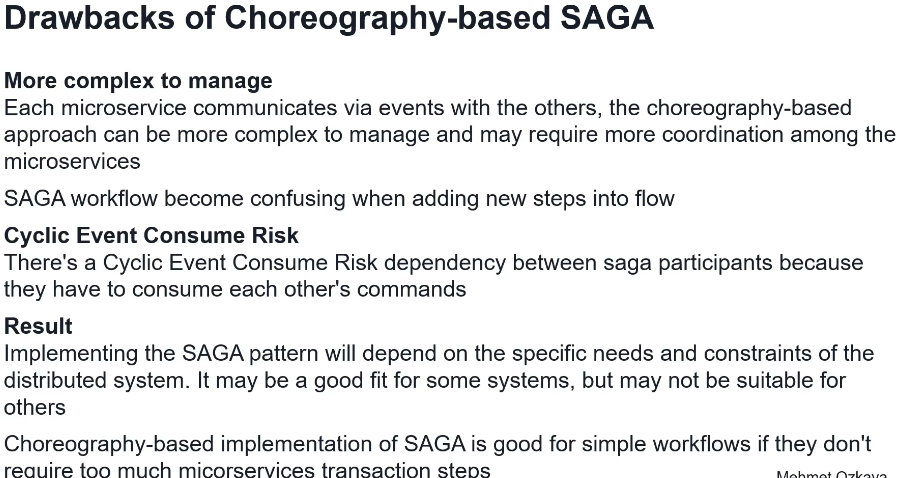 Drawbacks of Choreography-based SAGA
More complex to manage
Each microservice communicates via events with the others, the choreography-based
approach can be more complex to manage and may require more coordination among the
microservices
SAGA workflow become confusing when adding new steps into flow
Cyclic Event Consume Risk
There's a Cyclic Event Consume Risk dependency between saga participants because
they have to consume each other's commands
Result
Implementing the SAGA pattern will depend on the specific needs and constraints of the
distributed system. It may be a good fit for some systems, but may not be suitable for
others
Choreography-based implementation of SAGA is good for simple workflows if they don't
require too much micorservices transaction steps
Mehmet Ozkaya